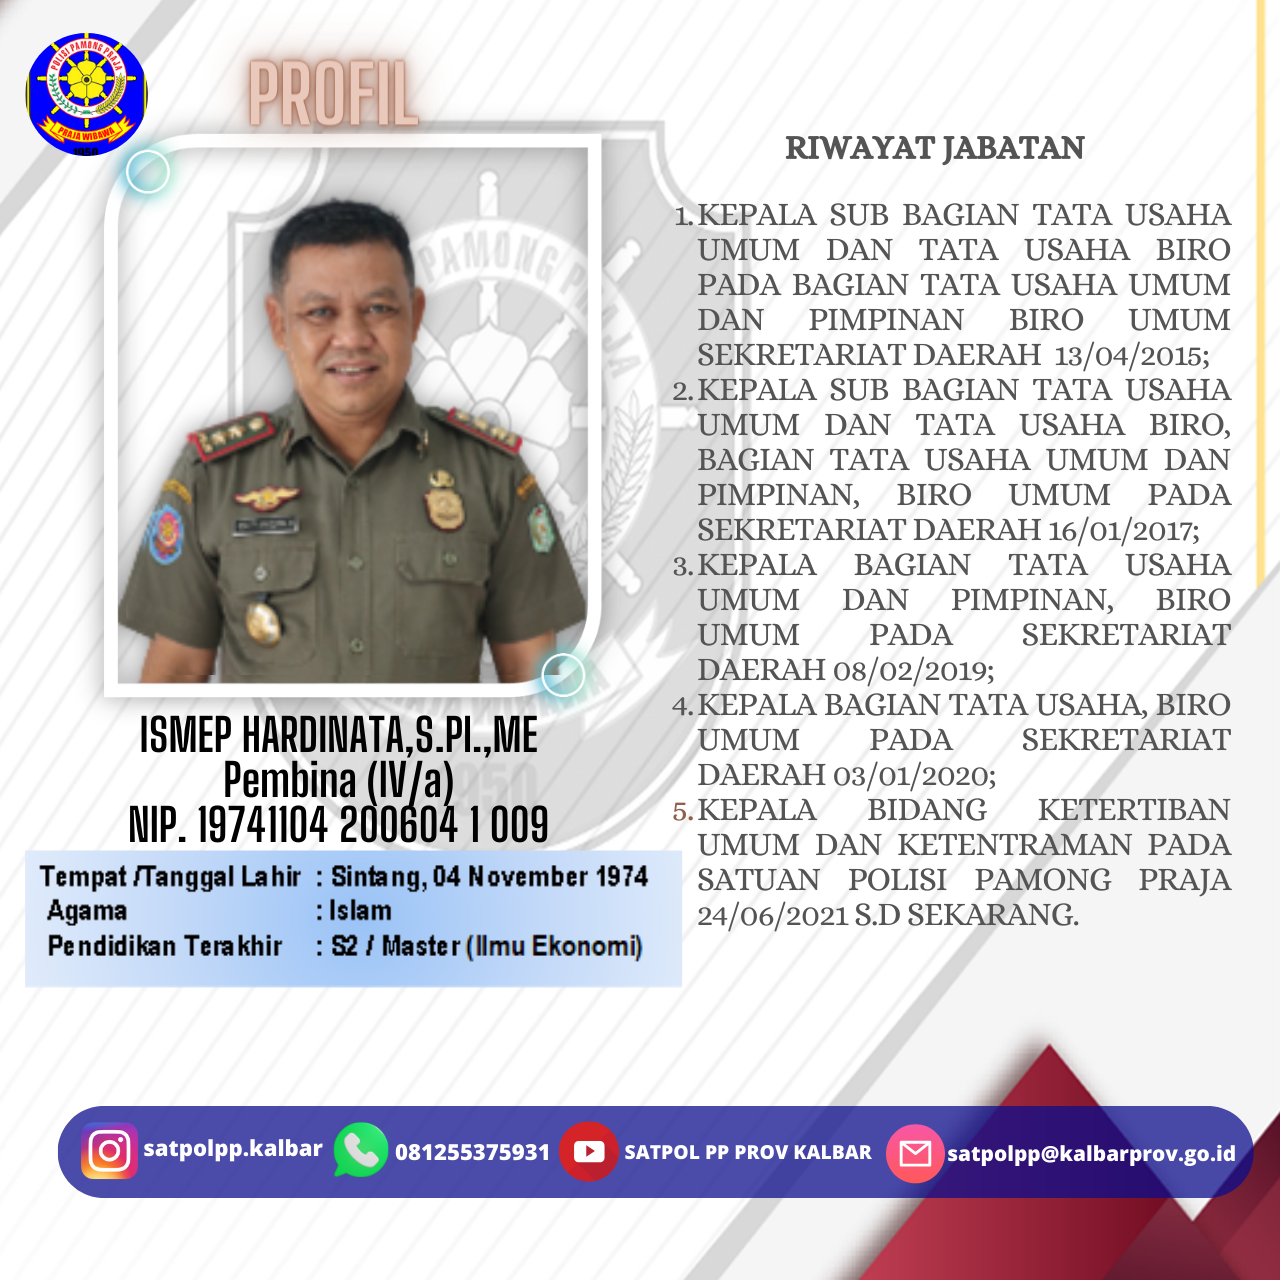 POLISI PAMONG PRAJA
PRAJA WIBAWA
1950
PROFIL
PAMONG PRAJA
1950
ISMEP HARDINATA,S.PI.,ME
Pembina (IV/a)
NIP. 19741104 200604 1 009
Tempat /Tanggal Lahir : Sintang, 04 November 1974
Agama : Islam
Pendidikan Terakhir : S2 / Master (Ilmu Ekonomi)
RIWAYAT JABATAN
1. KEPALA SUB BAGIAN TATA USAHA
UMUM DAN TATA USAHA BIRO
PADA BAGIAN TATA USAHA UMUM
DAN PIMPINAN BIRO UMUM
SEKRETARIAT DAERAH 13/04/2015;
2. KEPALA SUB BAGIAN TATA USAHA
UMUM DAN TATA USAHA BIRO,
BAGIAN TATA USAHA UMUM DAN
PIMPINAN, BIRO UMUM PADA
SEKRETARIAT DAERAH 16/01/2017;
3. KEPALA BAGIAN TATA USAHA
UMUM DAN PIMPINAN, BIRO
UMUM PADA SEKRETARIAT
DAERAH 08/02/2019;
4. KEPALA BAGIAN TATA USAHA, BIRO
UMUM PADA SEKRETARIAT
DAERAH 03/01/2020;
5. KEPALA BIDANG KETERTIBAN
UMUM DAN KETENTRAMAN PADA
SATUAN POLISI PAMONG PRAJA
24/06/2021 S.D SEKARANG.
satpolpp.kalbar
081255375931
SATPOL PP PROV KALBAR
satpolpp@kalbarprov.go.id